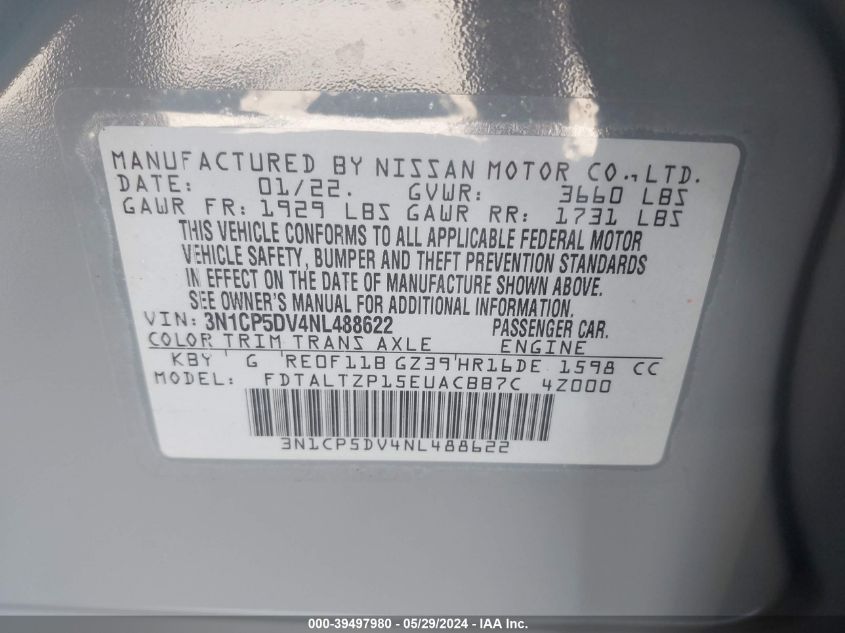 MANUFACTURED BY NISSAN MOTOR CO.,LTD.
DATE: 01/22. GVWR: 3660 LBS
GAWR FR: 1929 LBS GAWR RR: 1731 LBS
THIS VEHICLE CONFORMS TO ALL APPLICABLE FEDERAL MOTOR
VEHICLE SAFETY, BUMPER AND THEFT PREVENTION STANDARDS
IN EFFECT ON THE DATE OF MANUFACTURE SHOWN ABOVE.
SEE OWNER'S MANUAL FOR ADDITIONAL INFORMATION.
VIN: 3N1CP5DV4NL488622 PASSENGER CAR.
COLOR TRIM TRANS AXLE ENGINE
KBY ' G 'RE0F11B GZ39'HR16DE 1598 CC
MODEL: FDTALTZP15EUACBB7C 4Z000
3N1CP5DV4NL488622
000-39497980 - 05/29/2024 - IAA Inc.